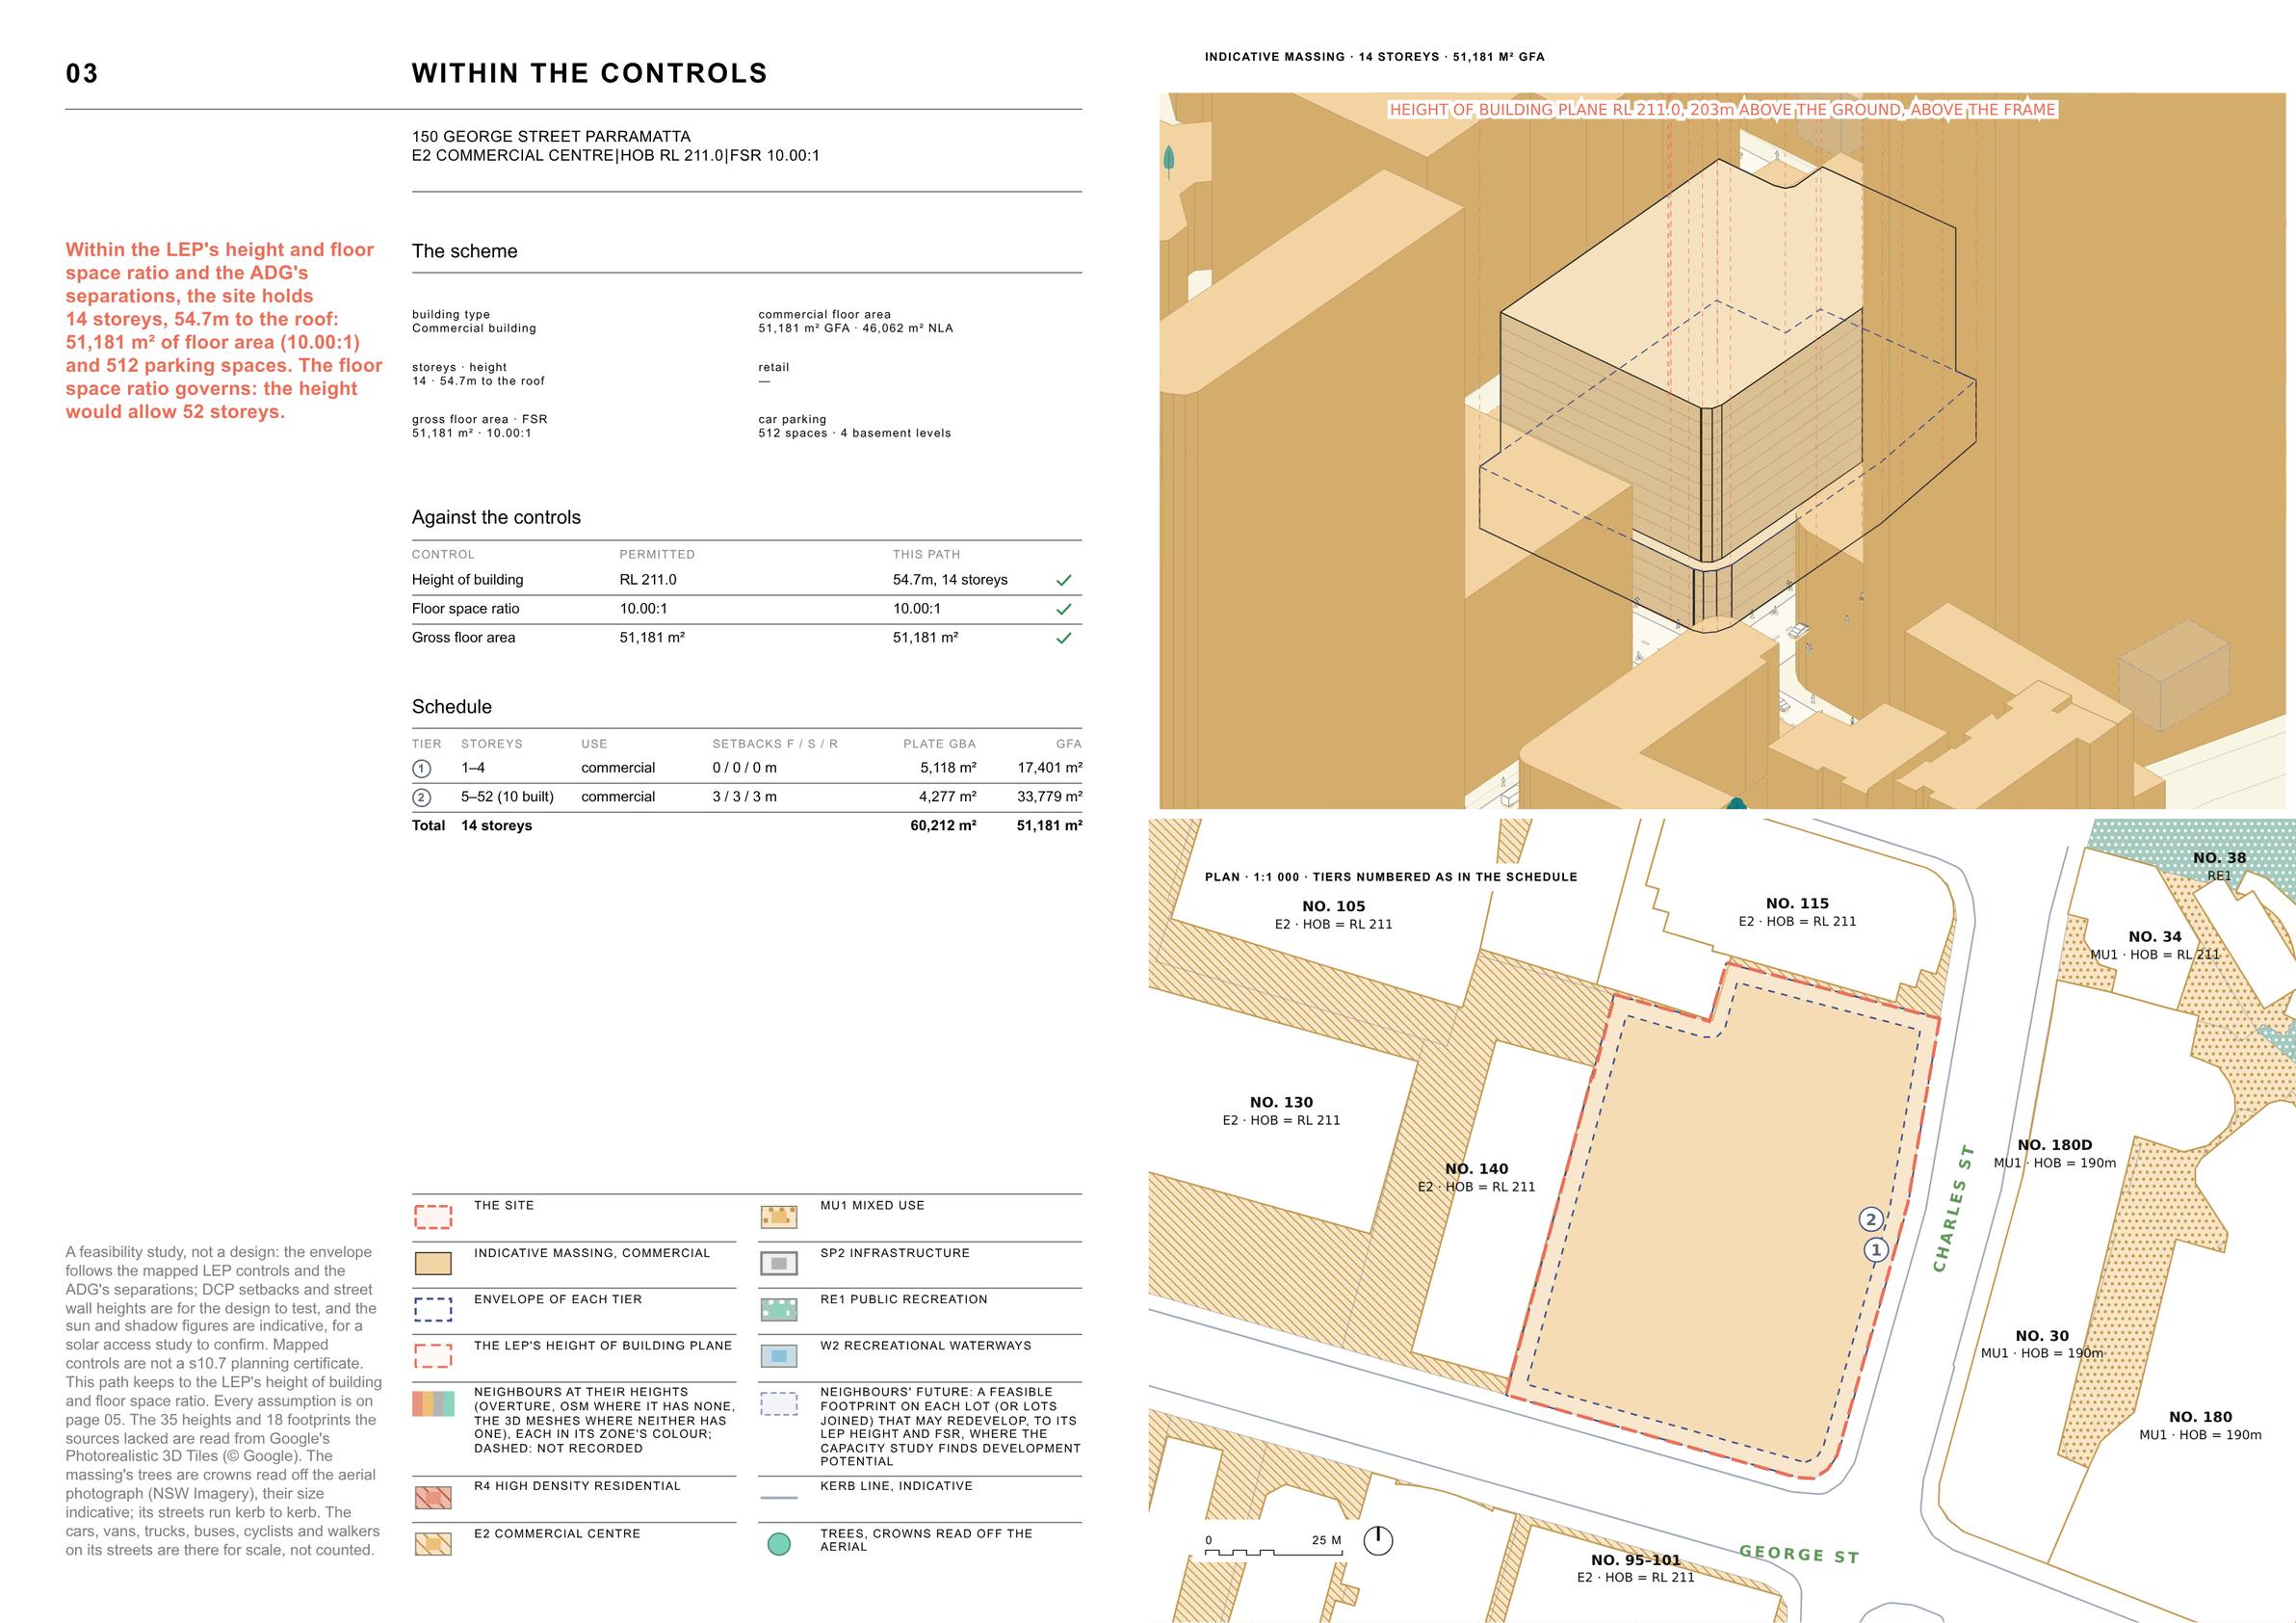 03
WITHIN THE CONTROLS
150 GEORGE STREET PARRAMATTA
E2 COMMERCIAL CENTRE|HOB RL 211.0|FSR 10.00:1
Within the LEP's height and floor
space ratio and the ADG's
separations, the site holds
14 storeys, 54.7m to the roof:
51,181 m² of floor area (10.00:1)
and 512 parking spaces. The floor
space ratio governs: the height
would allow 52 storeys.
The scheme
building type
Commercial building
commercial floor area
51,181 m² GFA · 46,062 m² NLA
storeys · height
14 · 54.7m to the roof
retail
—
gross floor area · FSR
51,181 m² · 10.00:1
car parking
512 spaces · 4 basement levels
Against the controls
CONTROL PERMITTED THIS PATH
Height of building RL 211.0 54.7m, 14 storeys
Floor space ratio 10.00:1 10.00:1
Gross floor area 51,181 m² 51,181 m²
Schedule
TIER STOREYS USE SETBACKS F / S / R PLATE GBA GFA
1 1–4 commercial 0 / 0 / 0 m 5,118 m² 17,401 m²
2 5–52 (10 built) commercial 3 / 3 / 3 m 4,277 m² 33,779 m²
Total 14 storeys 60,212 m² 51,181 m²
A feasibility study, not a design: the envelope
follows the mapped LEP controls and the
ADG's separations; DCP setbacks and street
wall heights are for the design to test, and the
sun and shadow figures are indicative, for a
solar access study to confirm. Mapped
controls are not a s10.7 planning certificate.
This path keeps to the LEP's height of building
and floor space ratio. Every assumption is on
page 05. The 35 heights and 18 footprints the
sources lacked are read from Google's
Photorealistic 3D Tiles (© Google). The
massing's trees are crowns read off the aerial
photograph (NSW Imagery), their size
indicative; its streets run kerb to kerb. The
cars, vans, trucks, buses, cyclists and walkers
on its streets are there for scale, not counted.
THE SITE
INDICATIVE MASSING, COMMERCIAL
ENVELOPE OF EACH TIER
THE LEP'S HEIGHT OF BUILDING PLANE
NEIGHBOURS AT THEIR HEIGHTS
(OVERTURE, OSM WHERE IT HAS NONE,
THE 3D MESHES WHERE NEITHER HAS
ONE), EACH IN ITS ZONE'S COLOUR;
DASHED: NOT RECORDED
R4 HIGH DENSITY RESIDENTIAL
E2 COMMERCIAL CENTRE
MU1 MIXED USE
SP2 INFRASTRUCTURE
RE1 PUBLIC RECREATION
W2 RECREATIONAL WATERWAYS
NEIGHBOURS' FUTURE: A FEASIBLE
FOOTPRINT ON EACH LOT (OR LOTS
JOINED) THAT MAY REDEVELOP, TO ITS
LEP HEIGHT AND FSR, WHERE THE
CAPACITY STUDY FINDS DEVELOPMENT
POTENTIAL
KERB LINE, INDICATIVE
TREES, CROWNS READ OFF THE
AERIAL
INDICATIVE MASSING · 14 STOREYS · 51,181 M² GFA
HEIGHT OF BUILDING PLANE RL 211.0, 203m ABOVE THE GROUND, ABOVE THE FRAME
PLAN · 1:1 000 · TIERS NUMBERED AS IN THE SCHEDULE
NO. 38
RE1
NO. 105
E2 · HOB = RL 211
NO. 115
E2 · HOB = RL 211
NO. 34
MU1 · HOB = RL 211
NO. 130
E2 · HOB = RL 211
NO. 140
E2 · HOB = RL 211
NO. 180D
MU1 · HOB = 190m
2
1
CHARLES ST
NO. 30
MU1 · HOB = 190m
NO. 180
MU1 · HOB = 190m
0 25 M
GEORGE ST
NO. 95–101
E2 · HOB = RL 211